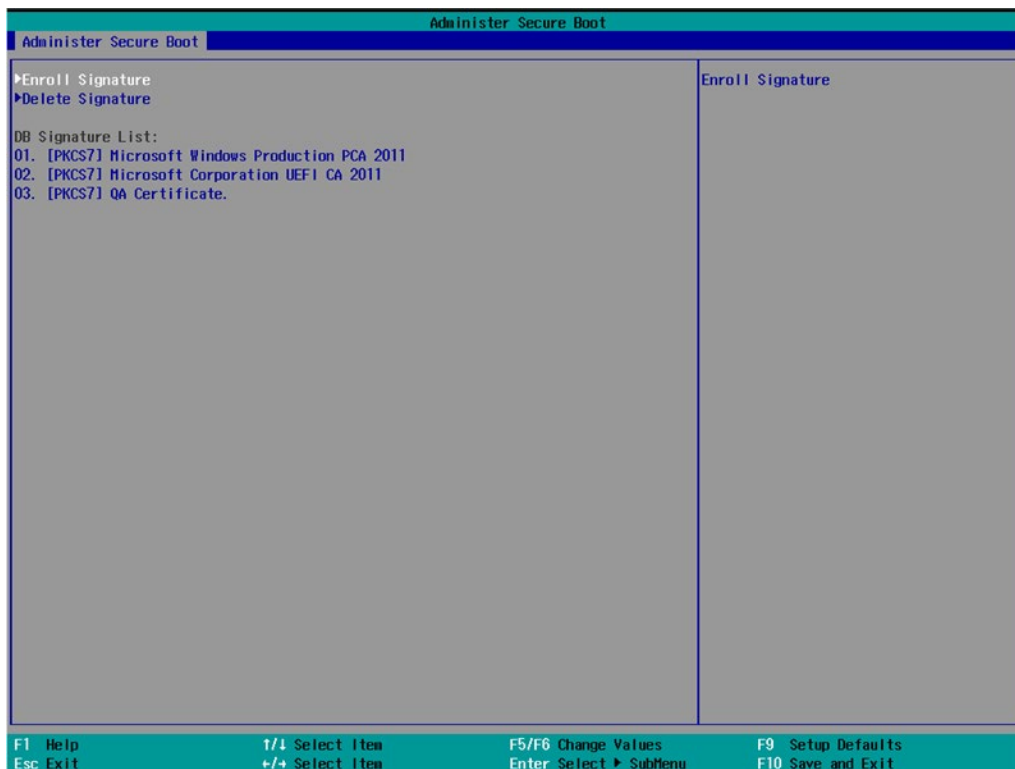 Administer Secure Boot
Administer Secure Boot
▶Enroll Signature
▶Delete Signature
DB Signature List:
01. [PKCS7] Microsoft Windows Production PCA 2011
02. [PKCS7] Microsoft Corporation UEFI CA 2011
03. [PKCS7] QA Certificate.
Enroll Signature
F1 Help ↑/↓ Select Item F5/F6 Change Values F9 Setup Defaults
Esc Exit ←/→ Select Item Enter Select ▶ SubMenu F10 Save and Exit